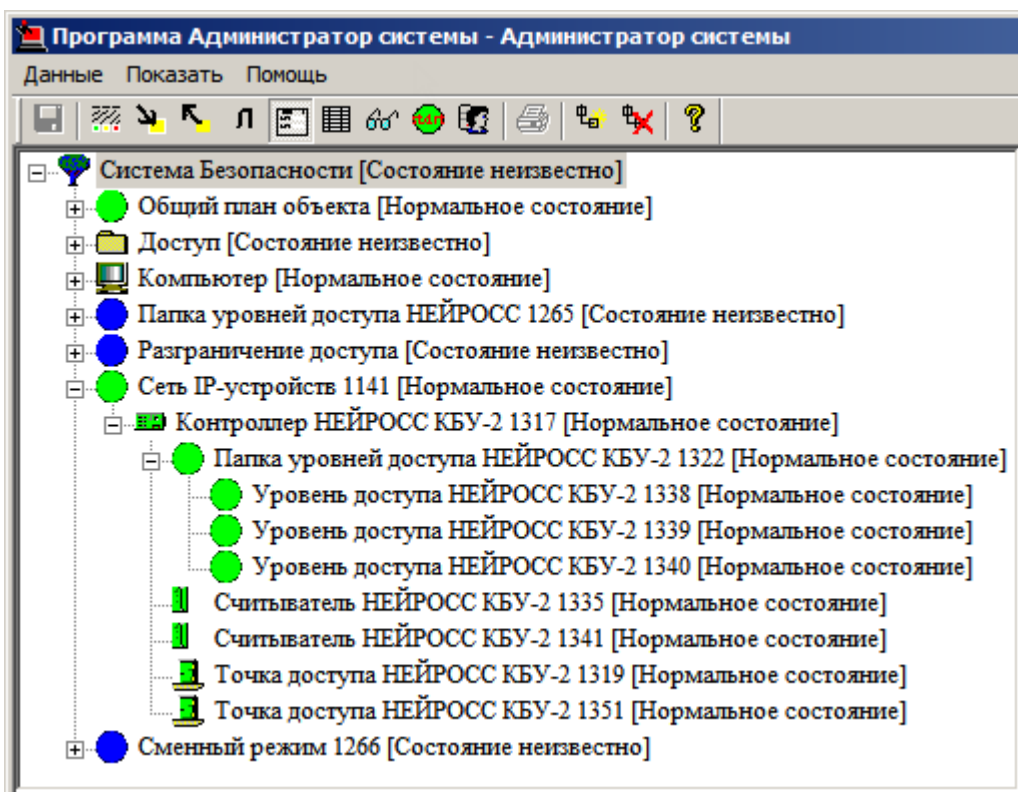 Программа Администратор системы - Администратор системы
Данные Показать Помощь
Л start ?
Система Безопасности [Состояние неизвестно]
Общий план объекта [Нормальное состояние]
Доступ [Состояние неизвестно]
Компьютер [Нормальное состояние]
Папка уровней доступа НЕЙРОСС 1265 [Состояние неизвестно]
Разграничение доступа [Состояние неизвестно]
Сеть IP-устройств 1141 [Нормальное состояние]
Контроллер НЕЙРОСС КБУ-2 1317 [Нормальное состояние]
Папка уровней доступа НЕЙРОСС КБУ-2 1322 [Нормальное состояние]
Уровень доступа НЕЙРОСС КБУ-2 1338 [Нормальное состояние]
Уровень доступа НЕЙРОСС КБУ-2 1339 [Нормальное состояние]
Уровень доступа НЕЙРОСС КБУ-2 1340 [Нормальное состояние]
Считыватель НЕЙРОСС КБУ-2 1335 [Нормальное состояние]
Считыватель НЕЙРОСС КБУ-2 1341 [Нормальное состояние]
Точка доступа НЕЙРОСС КБУ-2 1319 [Нормальное состояние]
Точка доступа НЕЙРОСС КБУ-2 1351 [Нормальное состояние]
Сменный режим 1266 [Состояние неизвестно]